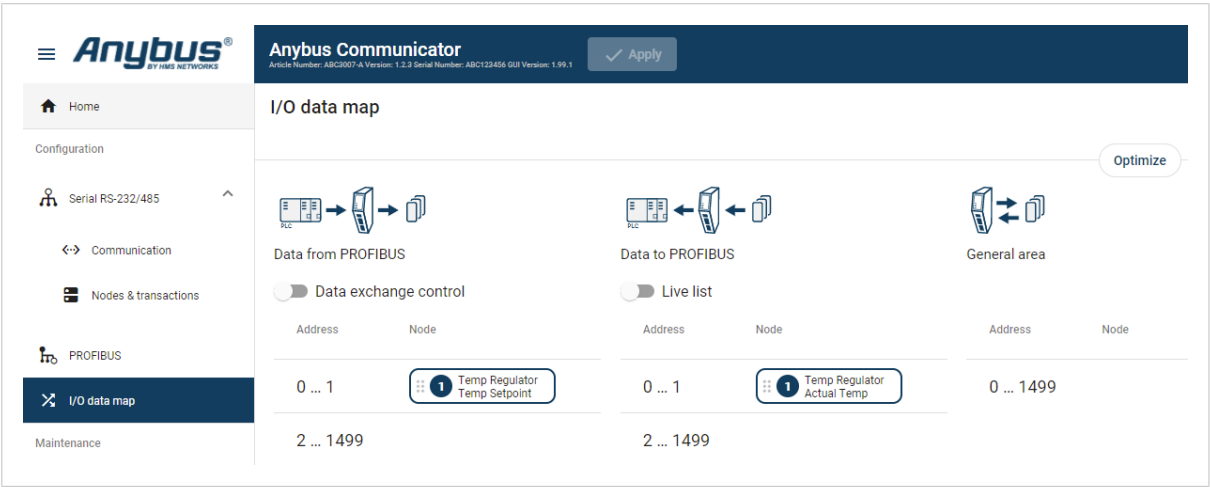 Anybus®
BY HMS NETWORKS
Anybus Communicator
Article Number: ABC3007-A Version: 1.2.3 Serial Number: ABC123456 GUI Version: 1.99.1
Apply
Home
Configuration
Serial RS-232/485
Communication
Nodes & transactions
PROFIBUS
I/O data map
Maintenance
I/O data map
Optimize
PLC
Data from PROFIBUS
Data exchange control
Address Node
0 ... 1
1 Temp Regulator
Temp Setpoint
2 ... 1499
PLC
Data to PROFIBUS
Live list
Address Node
0 ... 1
1 Temp Regulator
Actual Temp
2 ... 1499
General area
Address Node
0 ... 1499